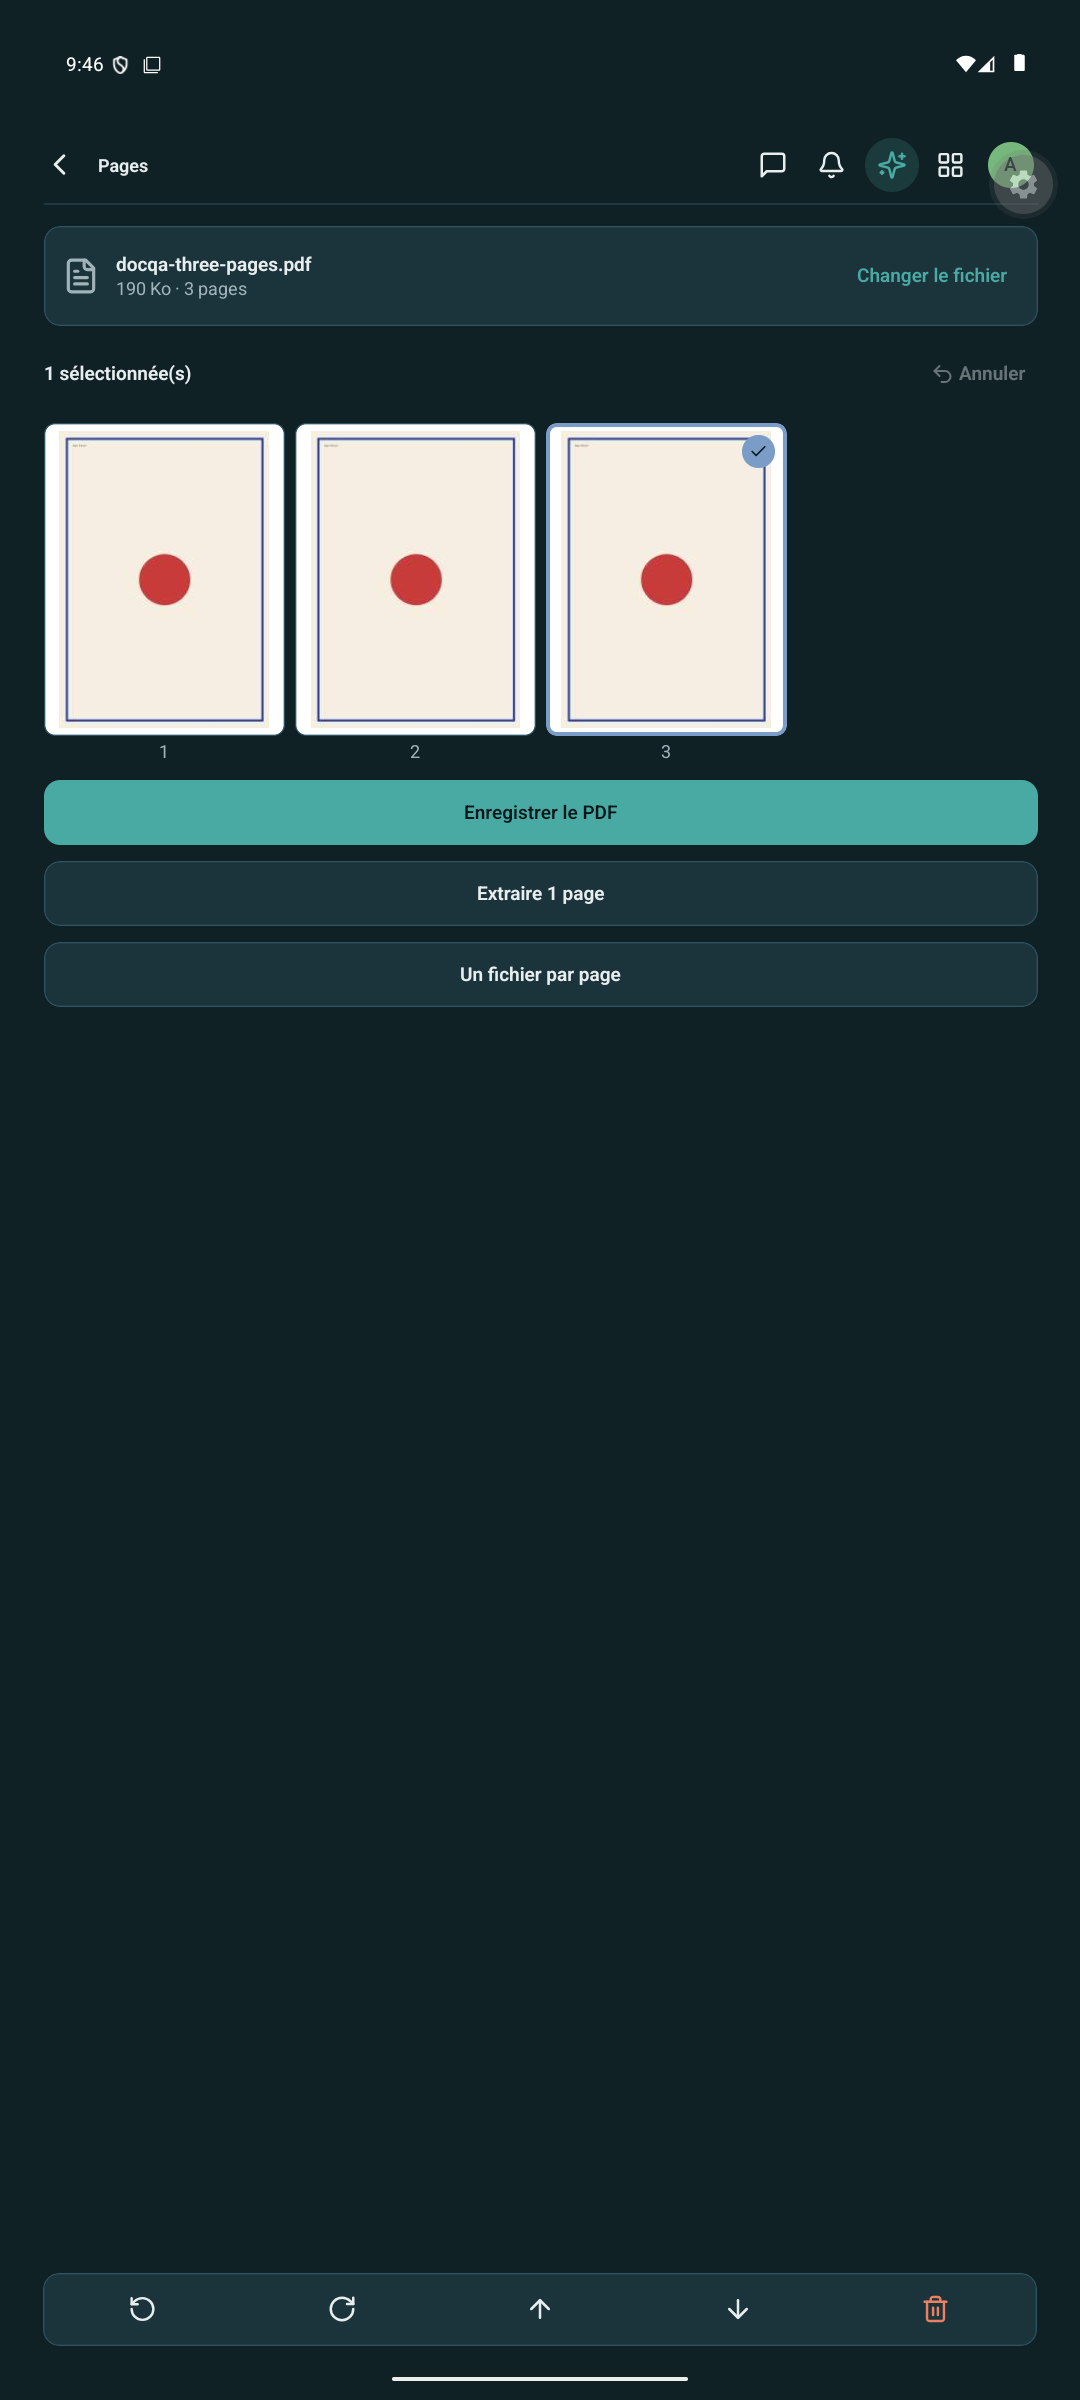 9:46
Pages
A
docqa-three-pages.pdf
190 Ko · 3 pages
Changer le fichier
1 sélectionnée(s)
Annuler
1
2
3
Enregistrer le PDF
Extraire 1 page
Un fichier par page